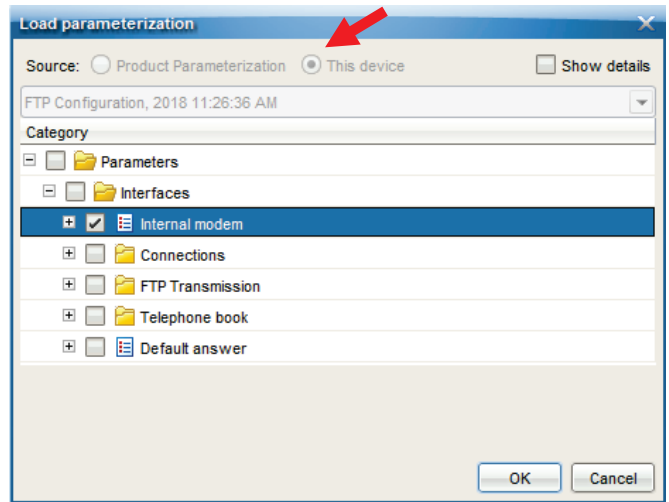 Load parameterization
Source: Product Parameterization This device Show details
FTP Configuration, 2018 11:26:36 AM
Category
Parameters
Interfaces
Internal modem
Connections
FTP Transmission
Telephone book
Default answer
OK Cancel